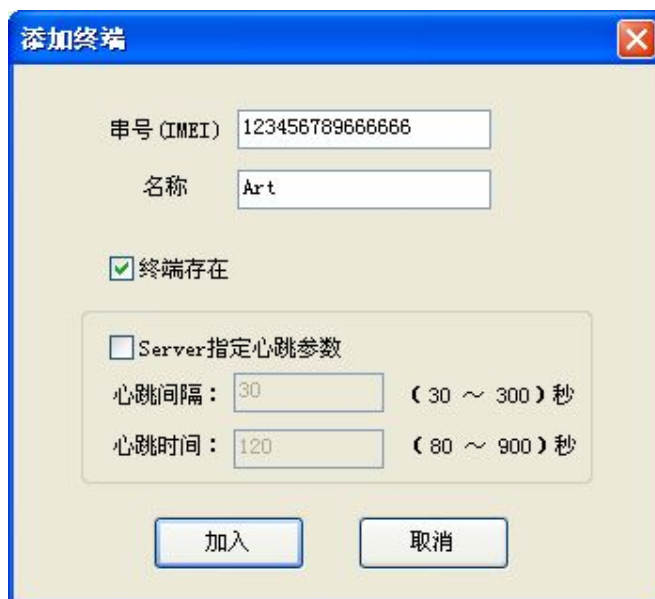 添加终端
串号(IMEI) 123456789666666
名称 Art
终端存在
Server指定心跳参数
心跳间隔： 30 (30 ～ 300)秒
心跳时间： 120 (80 ～ 900)秒
加入 取消